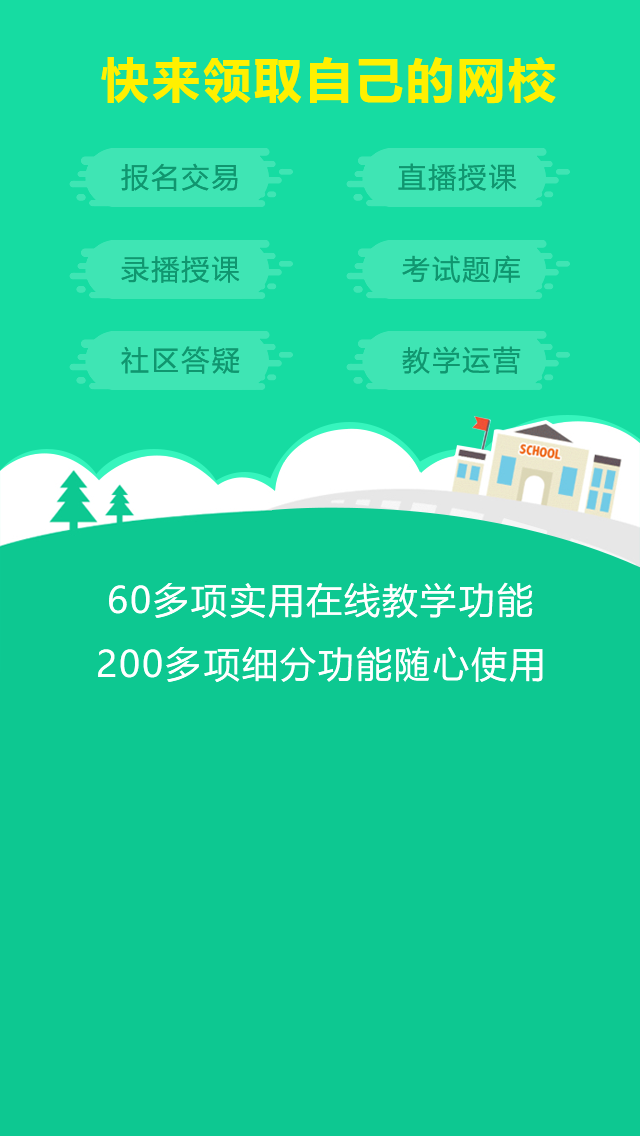 快来领取自己的网校
报名交易
直播授课
录播授课
考试题库
社区答疑
教学运营
SCHOOL
60多项实用在线教学功能
200多项细分功能随心使用